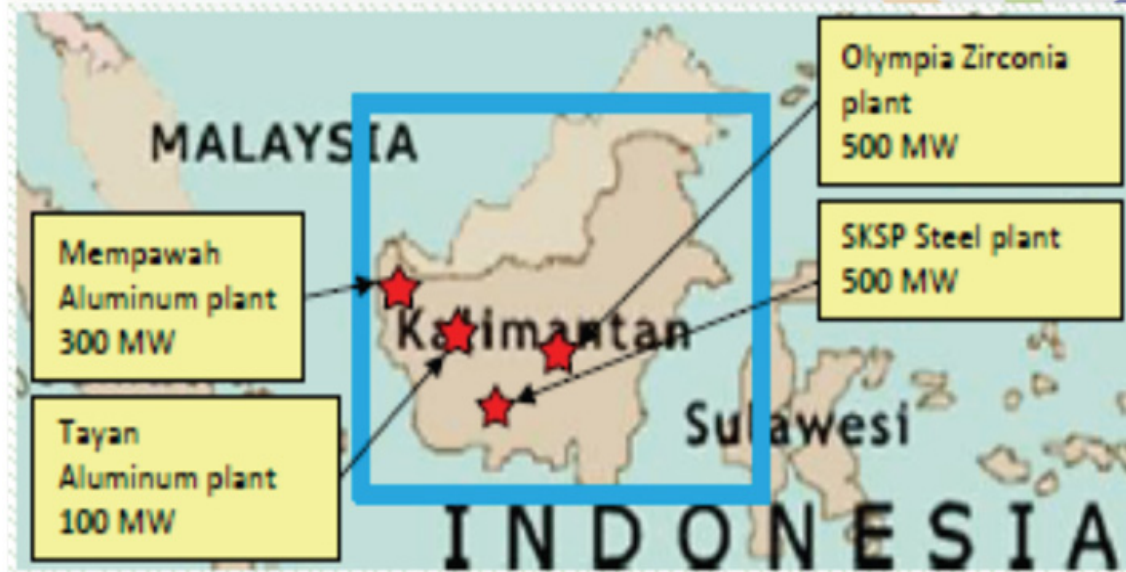 Olympia Zirconia
plant
500 MW
MALAYSIA
SKSP Steel plant
500 MW
Mempawah
Aluminum plant
300 MW
Kalimantan
Tayan
Aluminum plant
100 MW
Sulawesi
INDONESIA